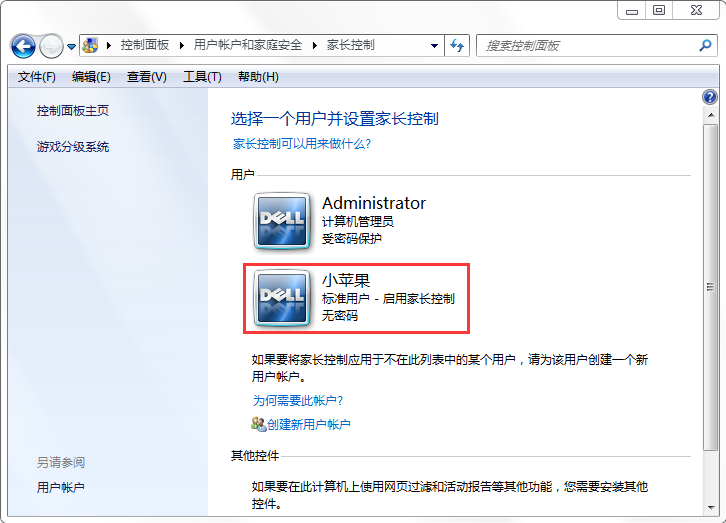 控制面板 用户帐户和家庭安全 家长控制
搜索控制面板
文件(F) 编辑(E) 查看(V) 工具(T) 帮助(H)
控制面板主页
游戏分级系统
选择一个用户并设置家长控制
家长控制可以用来做什么?
用户
DELL
Administrator
计算机管理员
受密码保护
DELL
小苹果
标准用户 - 启用家长控制
无密码
如果要将家长控制应用于不在此列表中的某个用户，请为该用户创建一个新
用户帐户。
为何需要此帐户?
创建新用户帐户
其他控件
如果要在此计算机上使用网页过滤和活动报告等其他功能，您需要安装其他
控件。
另请参阅
用户帐户